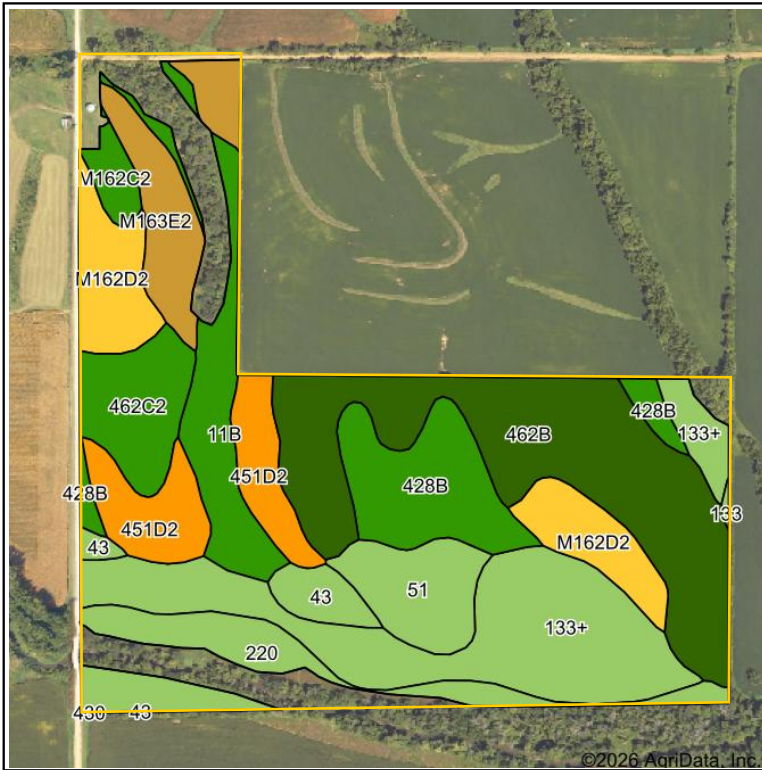 M162C2
M163E2
M162D2
462C2
11B
451D2
428B
451D2
43
428B
462B
428B
133+
133
M162D2
43
51
133+
220
430
43
©2026 AgriData, Inc.